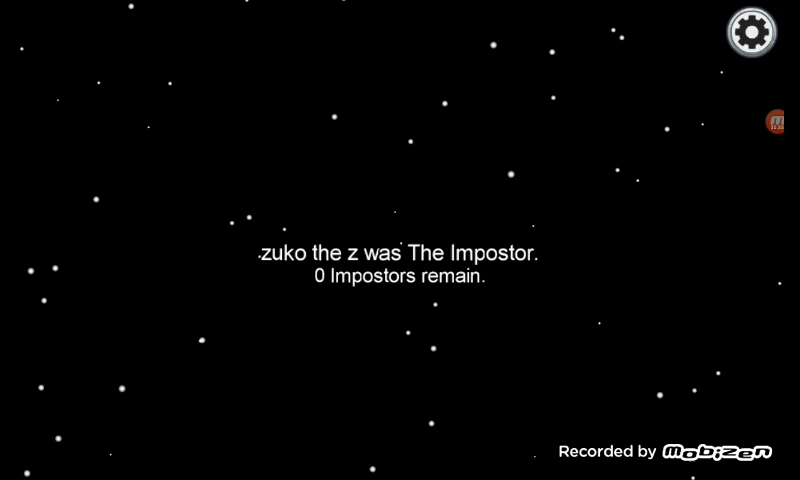 zuko the z was The Impostor.
0 Impostors remain.
Recorded by mobizen